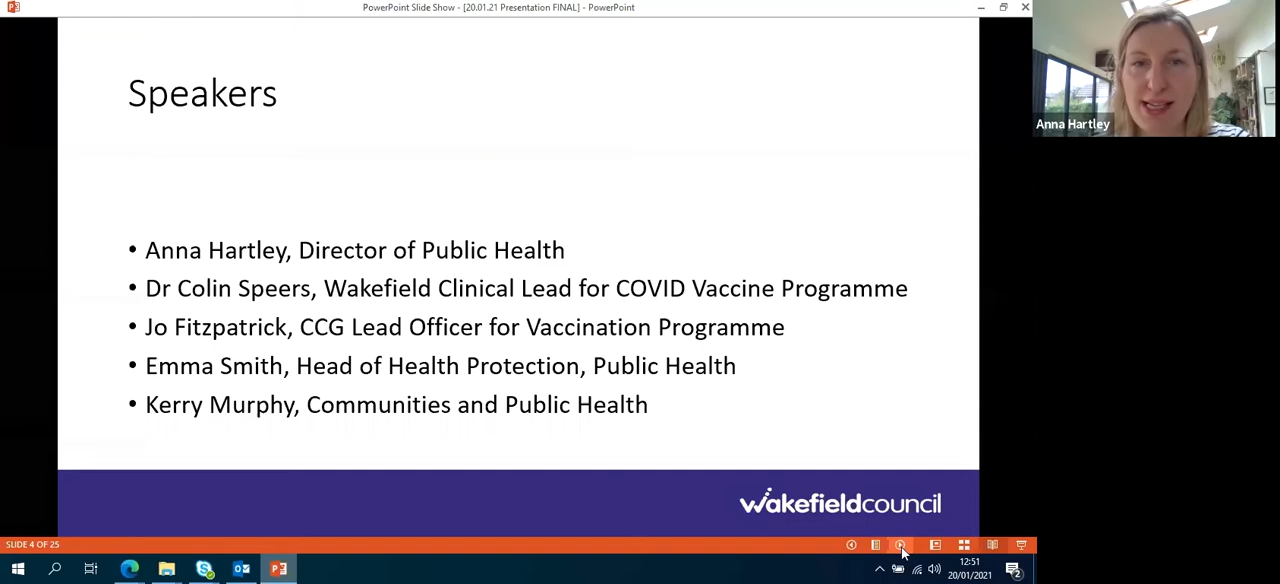 PowerPoint Slide Show - [20.01.21 Presentation FINAL] - PowerPoint
Anna Hartley
Speakers
• Anna Hartley, Director of Public Health
• Dr Colin Speers, Wakefield Clinical Lead for COVID Vaccine Programme
• Jo Fitzpatrick, CCG Lead Officer for Vaccination Programme
• Emma Smith, Head of Health Protection, Public Health
• Kerry Murphy, Communities and Public Health
wakefieldcouncil
SLIDE 4 OF 25
12:51
20/01/2021
2